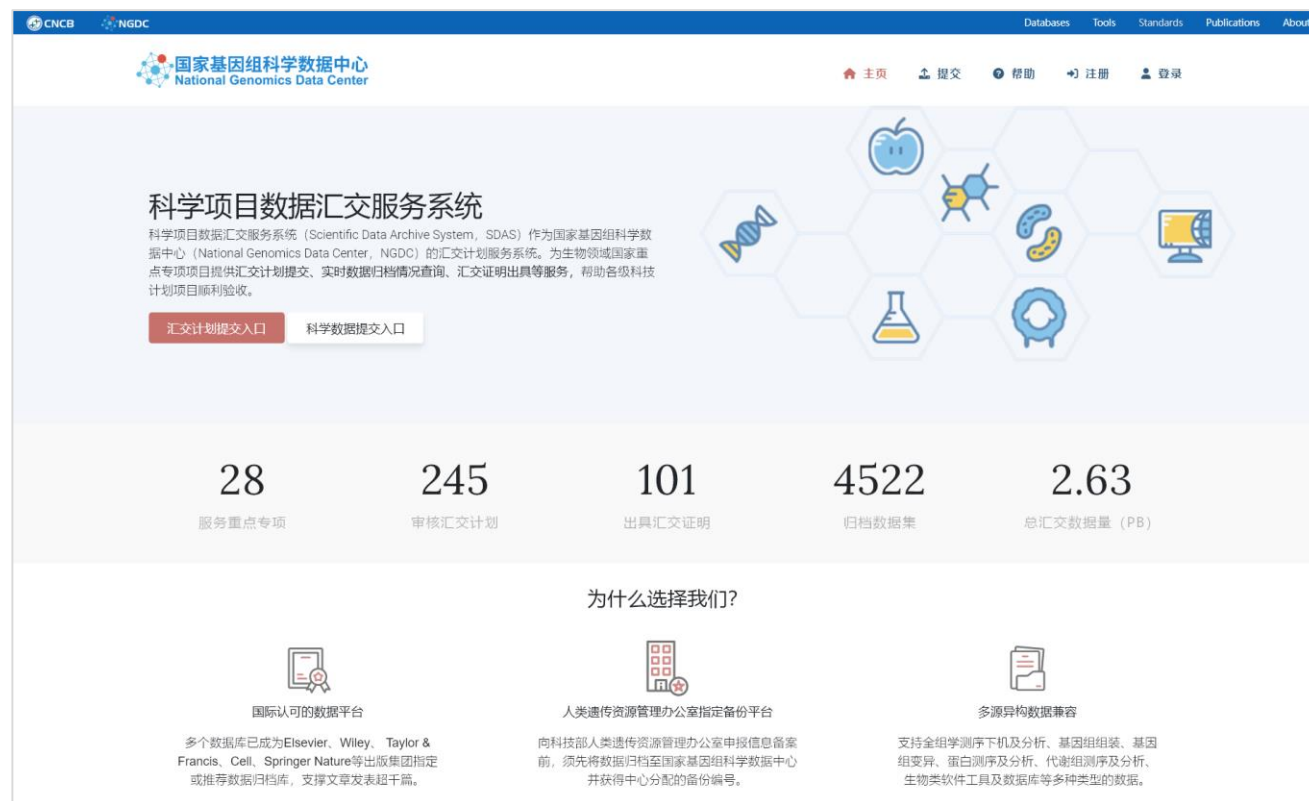 CNCB NGDC Databases Tools Standards Publications About
国家基因组科学数据中心
National Genomics Data Center
主页 提交 帮助 注册 登录
科学项目数据汇交服务系统
科学项目数据汇交服务系统（Scientific Data Archive System，SDAS）作为国家基因组科学数
据中心（National Genomics Data Center，NGDC）的汇交计划服务系统。为生物领域国家重
点专项项目提供汇交计划提交、实时数据归档情况查询、汇交证明出具等服务，帮助各级科技
计划项目顺利验收。
汇交计划提交入口 科学数据提交入口
28 245 101 4522 2.63
服务重点专项 审核汇交计划 出具汇交证明 归档数据集 总汇交数据量（PB）
为什么选择我们?
国际认可的数据平台
多个数据库已成为Elsevier、Wiley、 Taylor &
Francis、Cell、Springer Nature等出版集团指定
或推荐数据归档库，支撑文章发表超千篇。
人类遗传资源管理办公室指定备份平台
向科技部人类遗传资源管理办公室申报信息备案
前，须先将数据归档至国家基因组科学数据中心
并获得中心分配的备份编号。
多源异构数据兼容
支持全组学测序下机及分析、基因组组装、基因
组变异、蛋白测序及分析、代谢组测序及分析、
生物类软件工具及数据库等多种类型的数据。